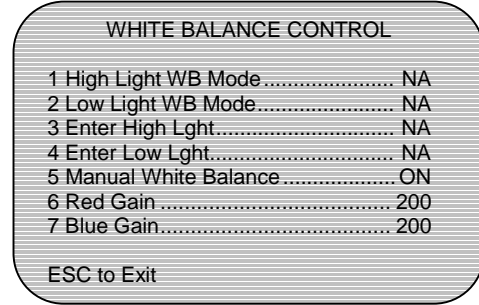 WHITE BALANCE CONTROL
1 High Light WB Mode...................... NA
2 Low Light WB Mode....................... NA
3 Enter High Lght.............................. NA
4 Enter Low Lght............................... NA
5 Manual White Balance................... ON
6 Red Gain ...................................... 200
7 Blue Gain....................................... 200
ESC to Exit